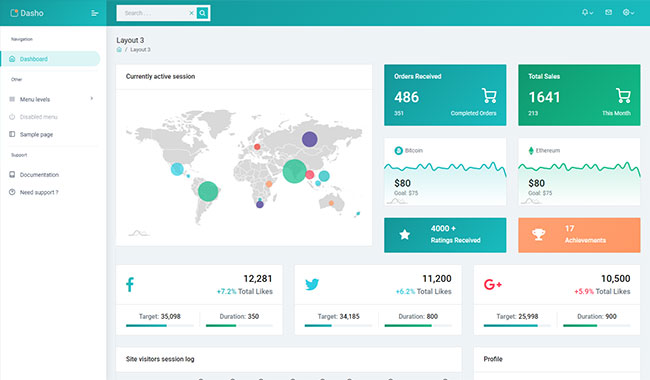 Dasho
Search . . .
Navigation
Dashboard
Other
Menu levels
Disabled menu
Sample page
Support
Documentation
Need support ?
Layout 3
/ Layout 3
Currently active session
Orders Received
486
351 Completed Orders
Total Sales
1641
213 This Month
Bitcoin
$80
Goal: $75
Ethereum
$80
Goal: $75
4000 +
Ratings Received
17
Achievements
12,281
+7.2% Total Likes
Target: 35,098 Duration: 350
11,200
+6.2% Total Likes
Target: 34,185 Duration: 800
G+ 10,500
+5.9% Total Likes
Target: 25,998 Duration: 900
Site visitors session log
Profile